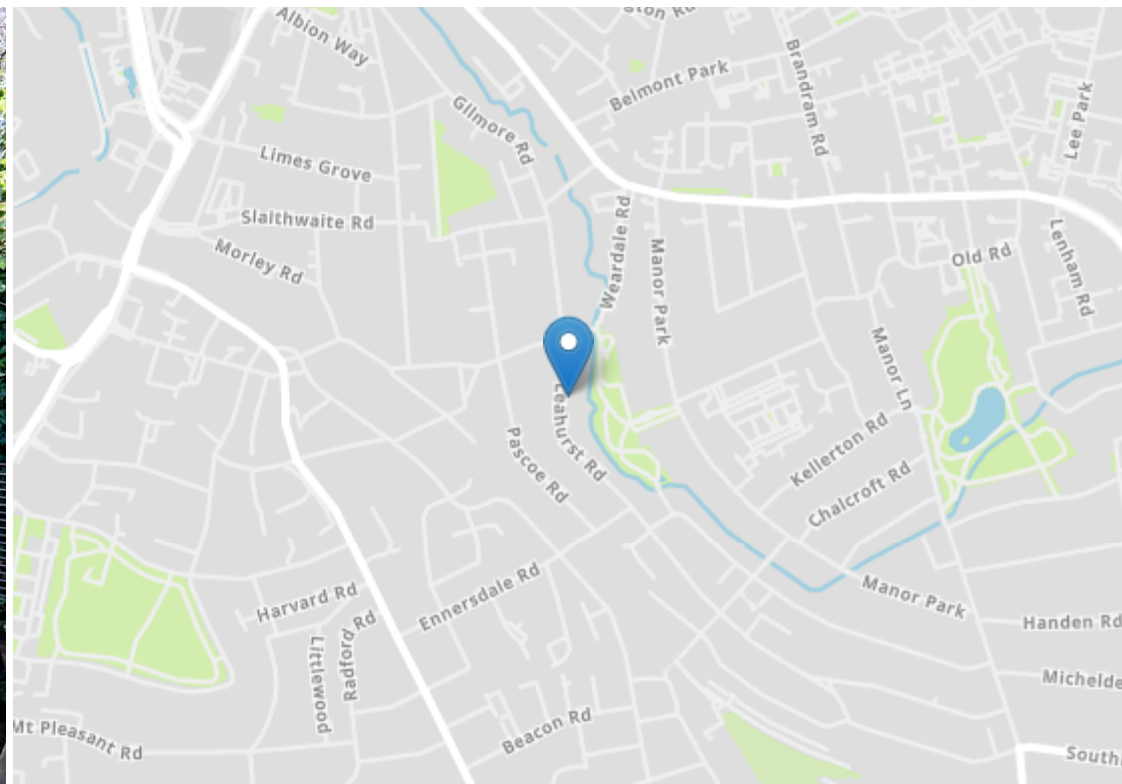 Albion Way
Belmont Park
Brandram Rd
Lee Park
Gilmore Rd
Limes Grove
Slaithwaite Rd
Morley Rd
Weardale Rd
Manor Park
Old Rd
Lenham Rd
Manor Ln
Leahurst Rd
Pascoe Rd
Kellerton Rd
Chalcroft Rd
Manor Park
Ennersdale Rd
Harvard Rd
Radford Rd
Littlewood
Handen Rd
Michelde
Beacon Rd
Mt Pleasant Rd
South